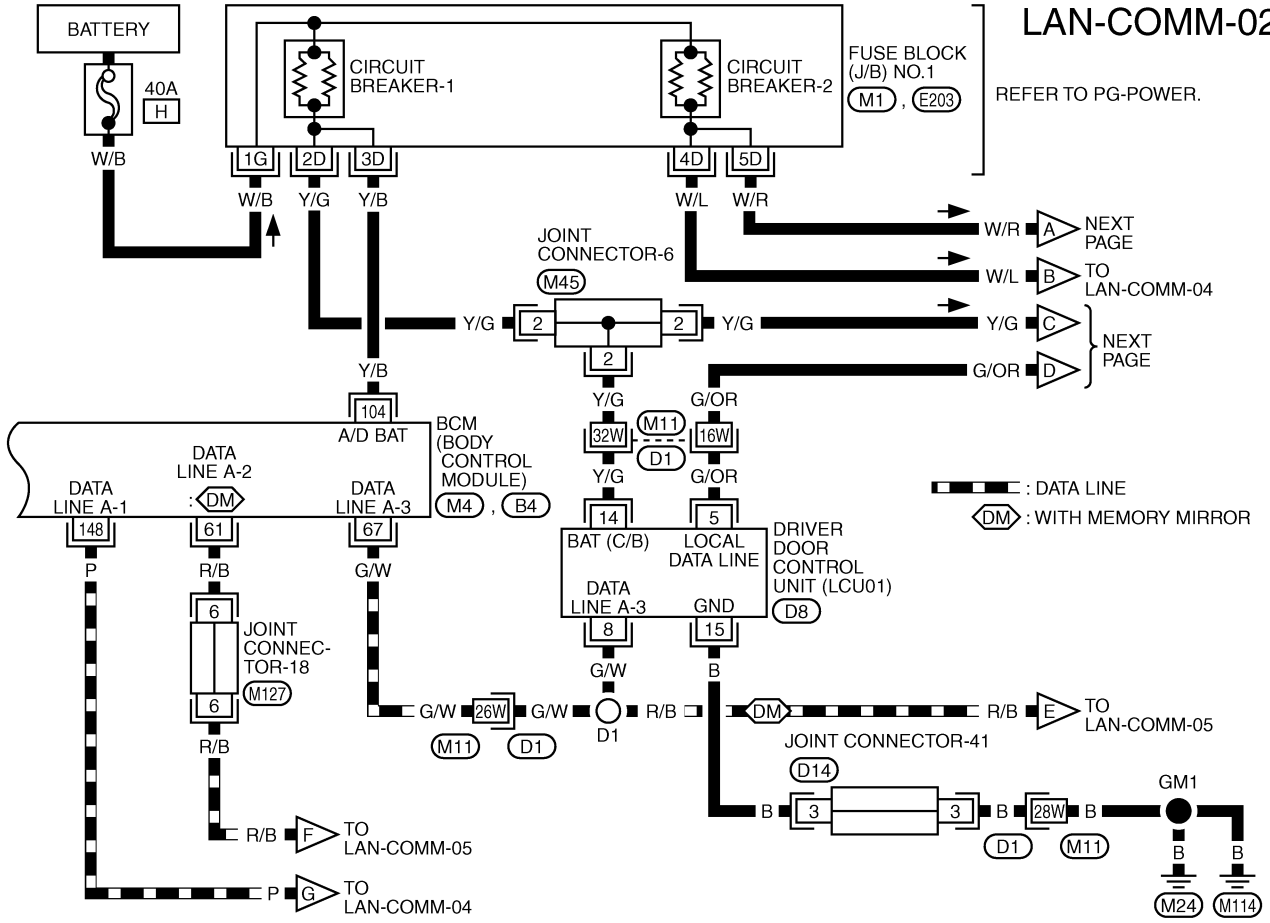 LAN-COMM-02
BATTERY
40A
H
W/B
CIRCUIT
BREAKER-1
CIRCUIT
BREAKER-2
FUSE BLOCK
(J/B) NO.1
M1 , E203
REFER TO PG-POWER.
1G 2D 3D 4D 5D
W/B Y/G Y/B W/L W/R
W/R A NEXT
PAGE
W/L B TO
LAN-COMM-04
JOINT
CONNECTOR-6
M45
Y/G 2 2 Y/G Y/G C
2
NEXT
PAGE
G/OR D
Y/B
Y/G G/OR
104
A/D BAT
BCM
(BODY
CONTROL
MODULE)
M4 , B4
32W M11 16W
D1
Y/G G/OR
DATA
LINE A-1
DATA
LINE A-2
: DM
DATA
LINE A-3
148 61 67
P R/B G/W
14 5
BAT (C/B) LOCAL
DATA LINE
DRIVER
DOOR
CONTROL
UNIT (LCU01)
D8
DATA
LINE A-3
GND
8 15
G/W B
: DATA LINE
DM : WITH MEMORY MIRROR
6
JOINT
CONNEC-
TOR-18
M127
6
R/B
G/W 26W G/W D1 R/B DM R/B E TO
LAN-COMM-05
M11 D1
JOINT CONNECTOR-41
D14
B 3 3 B 28W B
D1 M11
GM1
B B
M24 M114
R/B F TO
LAN-COMM-05
P G TO
LAN-COMM-04